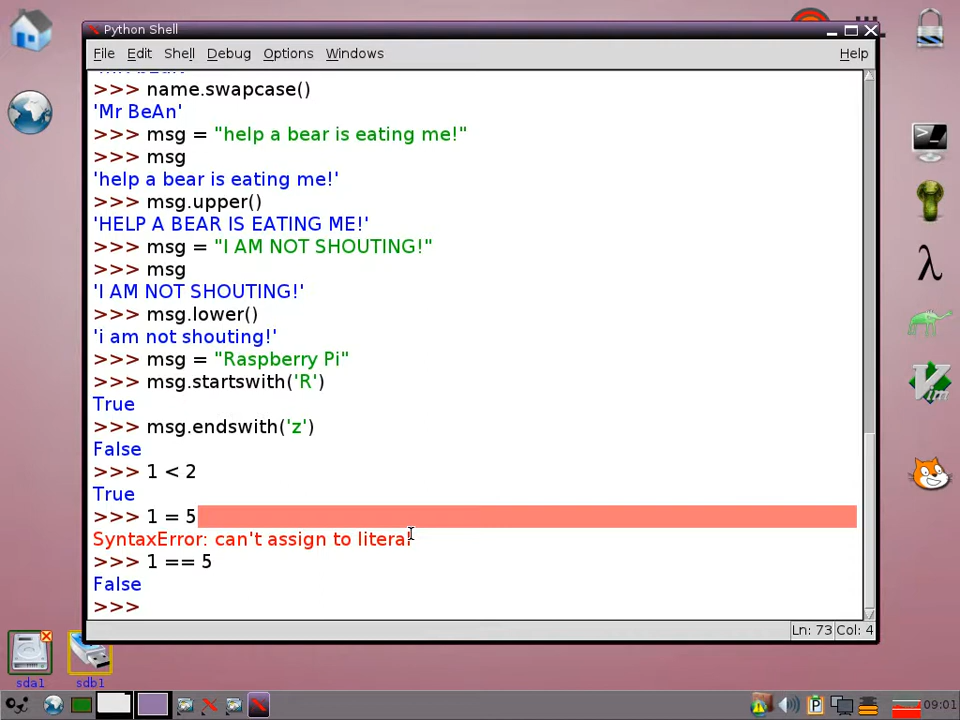 Python Shell
File Edit Shell Debug Options Windows Help
>>> name.swapcase()
'Mr BeAn'
>>> msg = "help a bear is eating me!"
>>> msg
'help a bear is eating me!'
>>> msg.upper()
'HELP A BEAR IS EATING ME!'
>>> msg = "I AM NOT SHOUTING!"
>>> msg
'I AM NOT SHOUTING!'
>>> msg.lower()
'i am not shouting!'
>>> msg = "Raspberry Pi"
>>> msg.startswith('R')
True
>>> msg.endswith('z')
False
>>> 1 < 2
True
>>> 1 = 5
SyntaxError: can't assign to literal
>>> 1 == 5
False
>>>
Ln: 73 Col: 4
sda1 sdb1
09:01